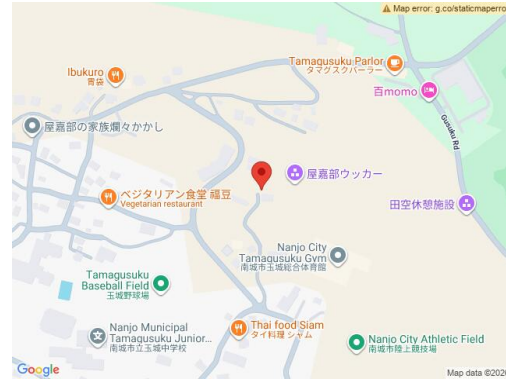 Map error: g.co/staticmaperro
Tamagusuku Parlor
タマグスクパーラー
Ibukuro
胃袋
百momo
Gusuku Rd
屋嘉部の家族爛々かかし
屋嘉部ウッカー
ベジタリアン食堂 福豆
Vegetarian restaurant
田空休憩施設
Nanjo City
Tamagusuku Gym
南城市玉城総合体育館
Tamagusuku
Baseball Field
玉城野球場
Nanjo Municipal
Tamagusuku Junior...
南城市立玉城中学校
Thai food Siam
タイ料理 シャム
Nanjo City Athletic Field
南城市陸上競技場
Google
Map data ©2026